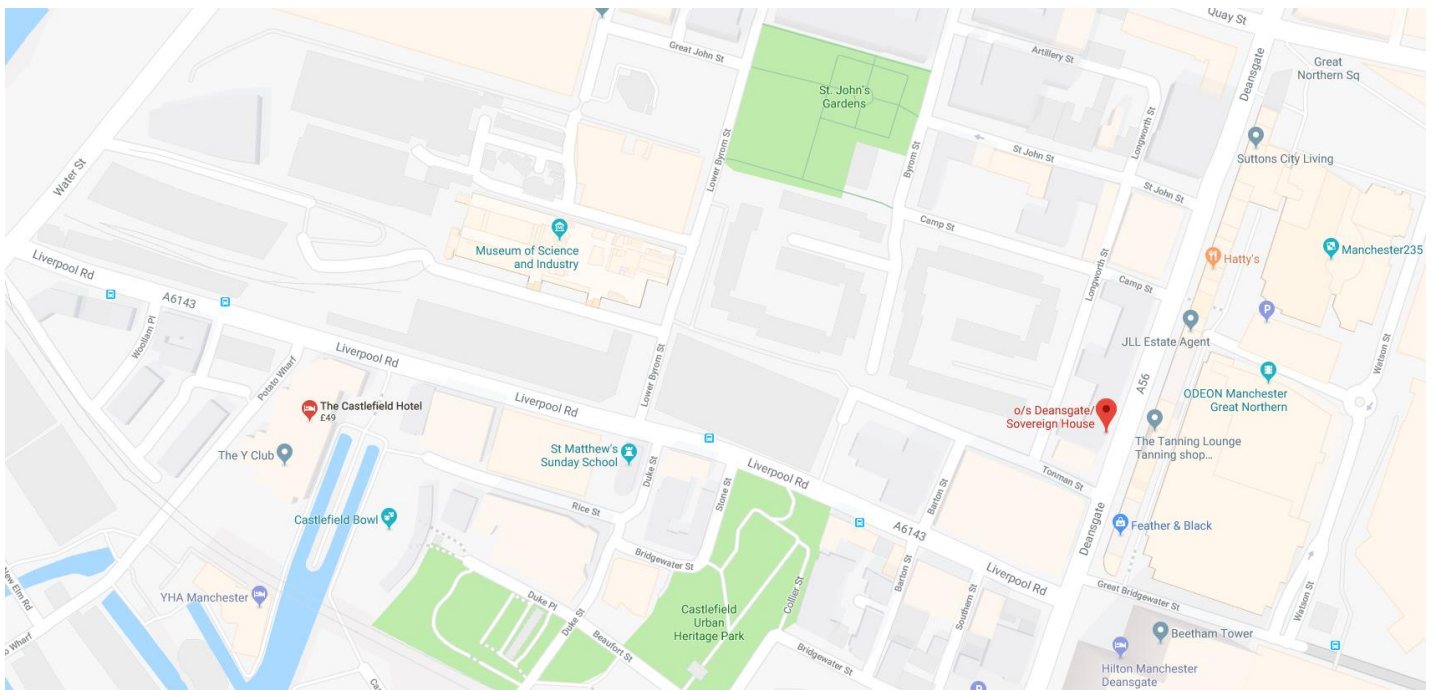 Quay St
Great John St
Artillery St
Deansgate
Great
Northern Sq
St. John's
Gardens
Longworth St
Suttons City Living
St John St
Byrom St
Lower Byrom St
Water St
St John St
Camp St
Museum of Science
and Industry
Manchester235
Hatty's
Liverpool Rd
Longworth St
Camp St
A6143
Woollam Pl
JLL Estate Agent
Watson St
Liverpool Rd
Potato Wharf
Lower Byrom St
A56
ODEON Manchester
Great Northern
The Castlefield Hotel
£49
Liverpool Rd
o/s Deansgate/
Sovereign House
The Y Club
St Matthew's
Sunday School
The Tanning Lounge
Tanning shop...
Duke St
Liverpool Rd
Tonman St
Stone St
Barton St
Rice St
Castlefield Bowl
A6143
Feather & Black
Deansgate
Bridgewater St
Liverpool Rd
New Elm Rd
YHA Manchester
Duke Pl
Collier St
Barton St
Southern St
Great Bridgewater St
Watson St
Castlefield
Urban
Heritage Park
Duke St
Beaufort St
Wharf
Beetham Tower
Bridgewater St
Hilton Manchester
Deansgate